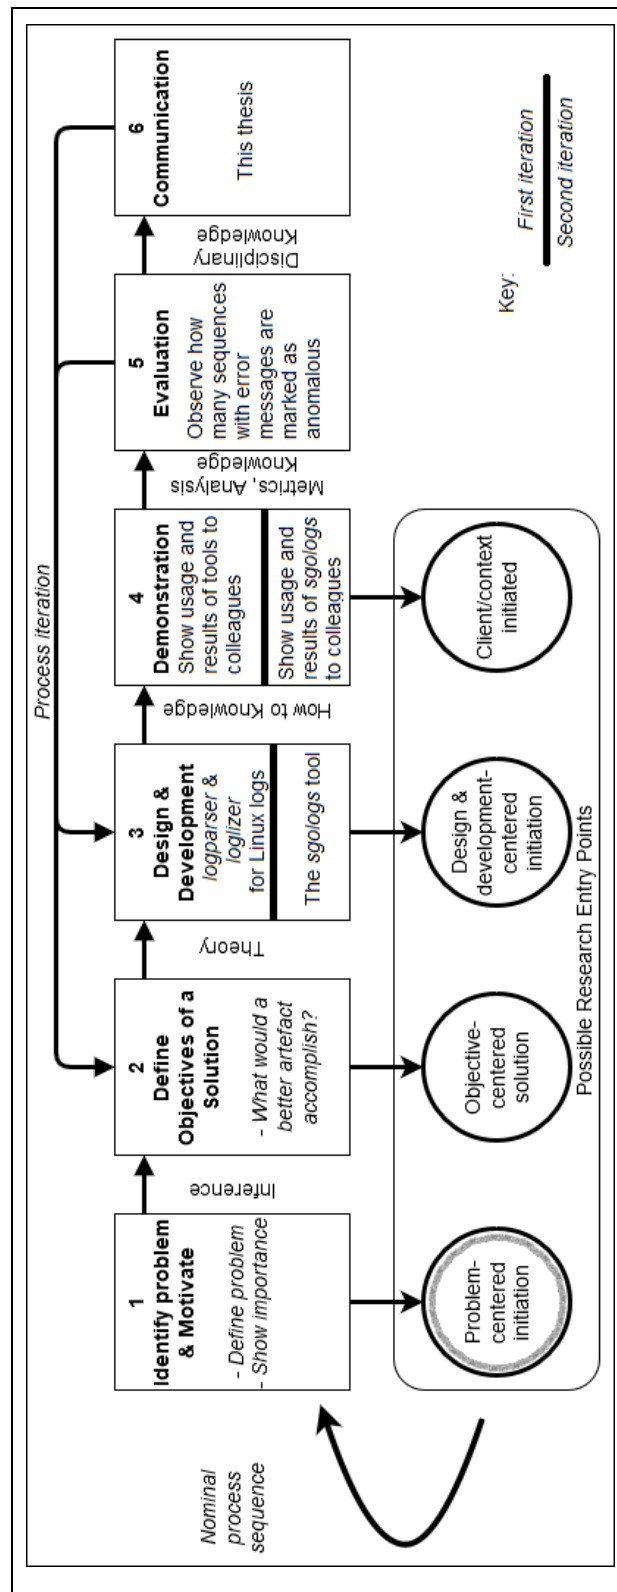 Process iteration
Nominal
process
sequence
1
Identify problem
& Motivate
- Define problem
- Show importance
Inference
2
Define
Objectives of a
Solution
- What would a
better artefact
accomplish?
Theory
3
Design &
Development
logparser &
loglizer
for Linux logs
The sgologs tool
How to Knowledge
4
Demonstration
Show usage and
results of tools to
colleagues
Show usage and
results of sgologs
to colleagues
Metrics, Analysis
Knowledge
5
Evaluation
Observe how
many sequences
with error
messages are
marked as
anomalous
Disciplinary
Knowledge
6
Communication
This thesis
Problem-
centered
initiation
Objective-
centered
solution
Design &
development-
centered
initiation
Client/context
initiated
Possible Research Entry Points
Key:
First iteration
Second iteration